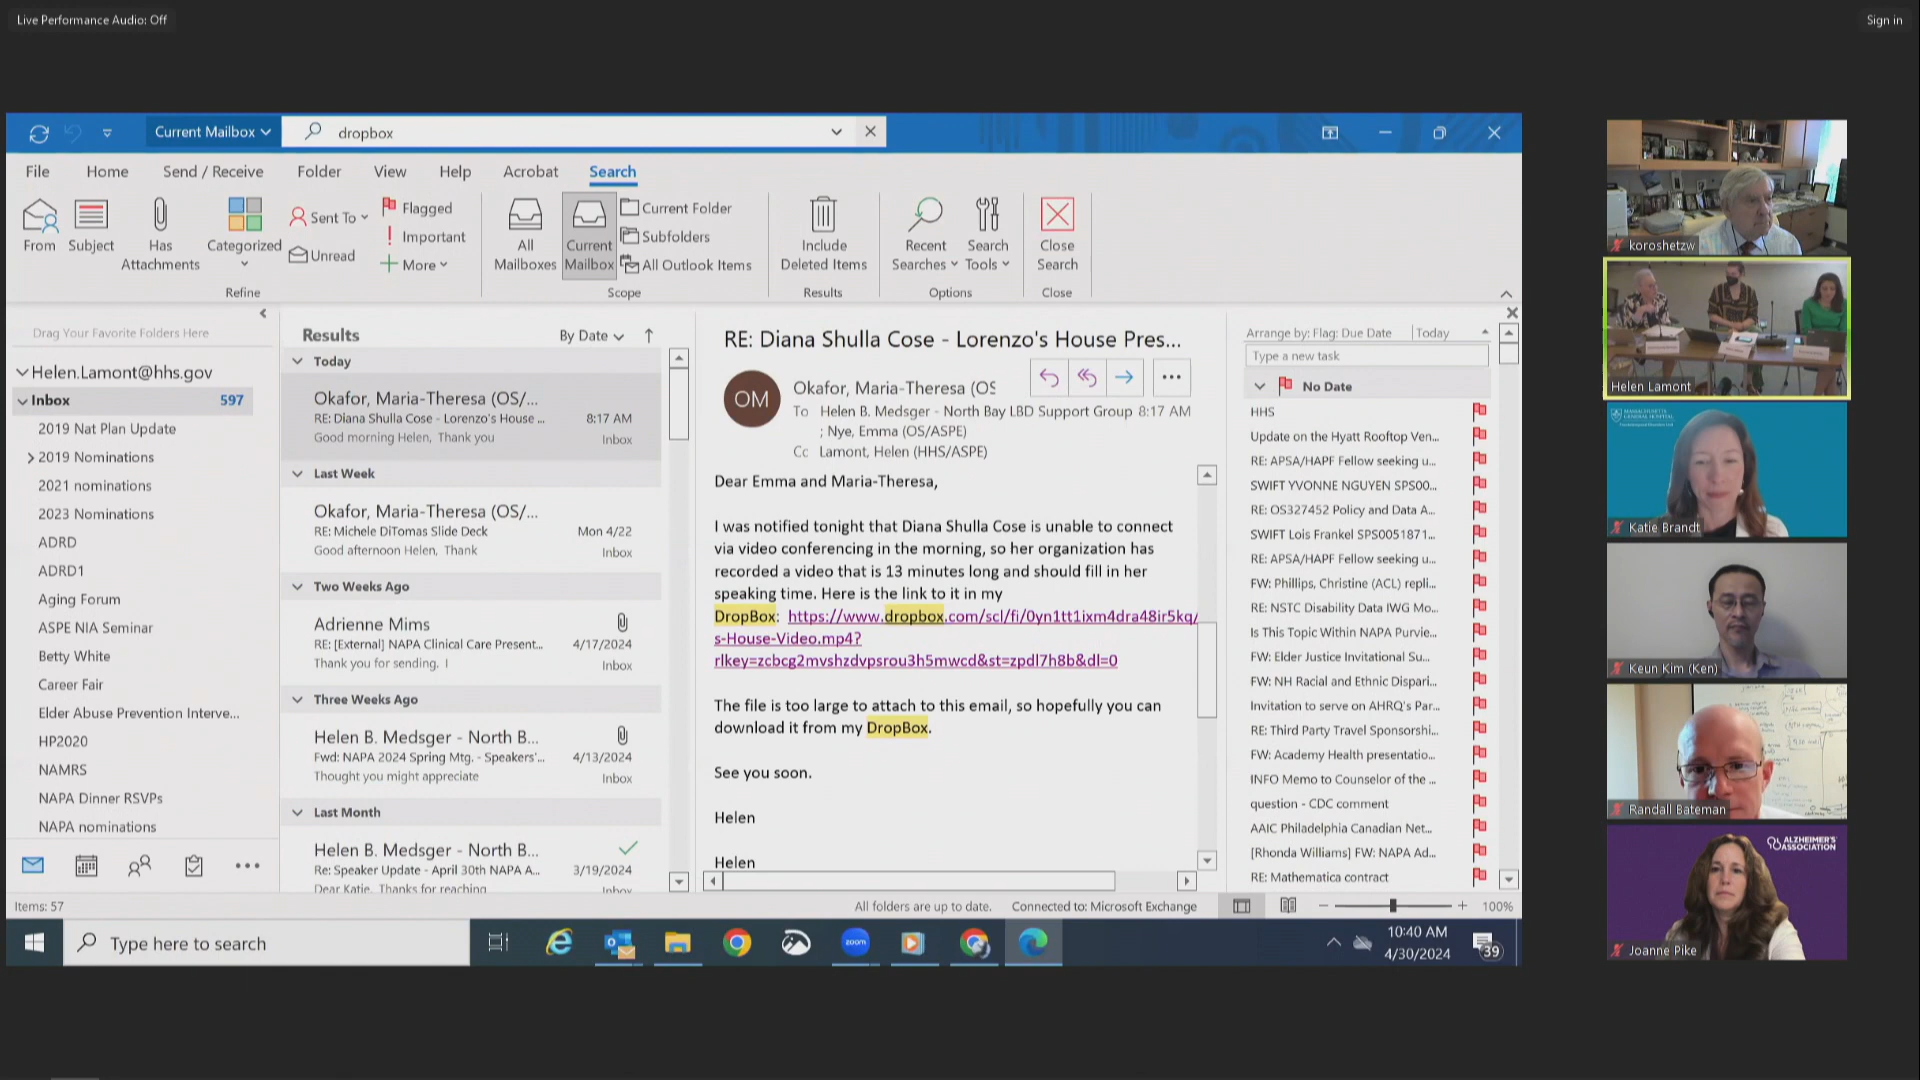 Live Performance Audio: Off
Sign in
Current Mailbox
dropbox
File
Home
Send / Receive
Folder
View
Help
Acrobat
Search
From
Subject
Has Attachments
Categorized
Sent To
Unread
Flagged
Important
More
Refine
All Mailboxes
Current Mailbox
Current Folder
Subfolders
All Outlook Items
Scope
Include Deleted Items
Results
Recent Searches
Search Tools
Options
Close Search
Close
Drag Your Favorite Folders Here
Helen.Lamont@hhs.gov
Inbox 597
2019 Nat Plan Update
2019 Nominations
2021 nominations
2023 Nominations
ADRD
ADRD1
Aging Forum
ASPE NIA Seminar
Betty White
Career Fair
Elder Abuse Prevention Interve...
HP2020
NAMRS
NAPA Dinner RSVPs
NAPA nominations
Items: 57
Results
By Date
Today
Okafor, Maria-Theresa (OS/...
RE: Diana Shulla Cose - Lorenzo's House ... 8:17 AM
Good morning Helen, Thank you Inbox
Last Week
Okafor, Maria-Theresa (OS/...
RE: Michele DiTomas Slide Deck Mon 4/22
Good afternoon Helen, Thank Inbox
Two Weeks Ago
Adrienne Mims
RE: [External] NAPA Clinical Care Present... 4/17/2024
Thank you for sending. I Inbox
Three Weeks Ago
Helen B. Medsger - North B...
Fwd: NAPA 2024 Spring Mtg. - Speakers'... 4/13/2024
Thought you might appreciate Inbox
Last Month
Helen B. Medsger - North B...
Re: Speaker Update - April 30th NAPA A... 3/19/2024
Dear Katie, Thanks for reaching Inbox
RE: Diana Shulla Cose - Lorenzo's House Pres...
OM
Okafor, Maria-Theresa (OS
To Helen B. Medsger - North Bay LBD Support Group 8:17 AM
; Nye, Emma (OS/ASPE)
Cc Lamont, Helen (HHS/ASPE)
Dear Emma and Maria-Theresa,
I was notified tonight that Diana Shulla Cose is unable to connect
via video conferencing in the morning, so her organization has
recorded a video that is 13 minutes long and should fill in her
speaking time. Here is the link to it in my
DropBox: https://www.dropbox.com/scl/fi/0yn1tt1ixm4dra48ir5kq/
s-House-Video.mp4?
rlkey=zcbcg2mvshzdvpsrou3h5mwcd&st=zpdl7h8b&dl=0
The file is too large to attach to this email, so hopefully you can
download it from my DropBox.
See you soon.
Helen
Helen
Arrange by: Flag: Due Date Today
Type a new task
No Date
HHS
Update on the Hyatt Rooftop Ven...
RE: APSA/HAPF Fellow seeking u...
SWIFT YVONNE NGUYEN SPS00...
RE: OS327452 Policy and Data A...
SWIFT Lois Frankel SPS0051871...
RE: APSA/HAPF Fellow seeking u...
FW: Phillips, Christine (ACL) repli...
RE: NSTC Disability Data IWG Mo...
Is This Topic Within NAPA Purvie...
FW: Elder Justice Invitational Su...
FW: NH Racial and Ethnic Dispari...
Invitation to serve on AHRQ's Par...
RE: Third Party Travel Sponsorshi...
FW: Academy Health presentatio...
INFO Memo to Counselor of the ...
question - CDC comment
AAIC Philadelphia Canadian Net...
[Rhonda Williams] FW: NAPA Ad...
RE: Mathematica contract
All folders are up to date.
Connected to: Microsoft Exchange
100%
Type here to search
zoom
10:40 AM
4/30/2024
39
koroshetzw
Helen Lamont
MASSACHUSETTS
GENERAL HOSPITAL
Katie Brandt
Keun Kim (Ken)
Randall Bateman
ALZHEIMER'S
ASSOCIATION
Joanne Pike